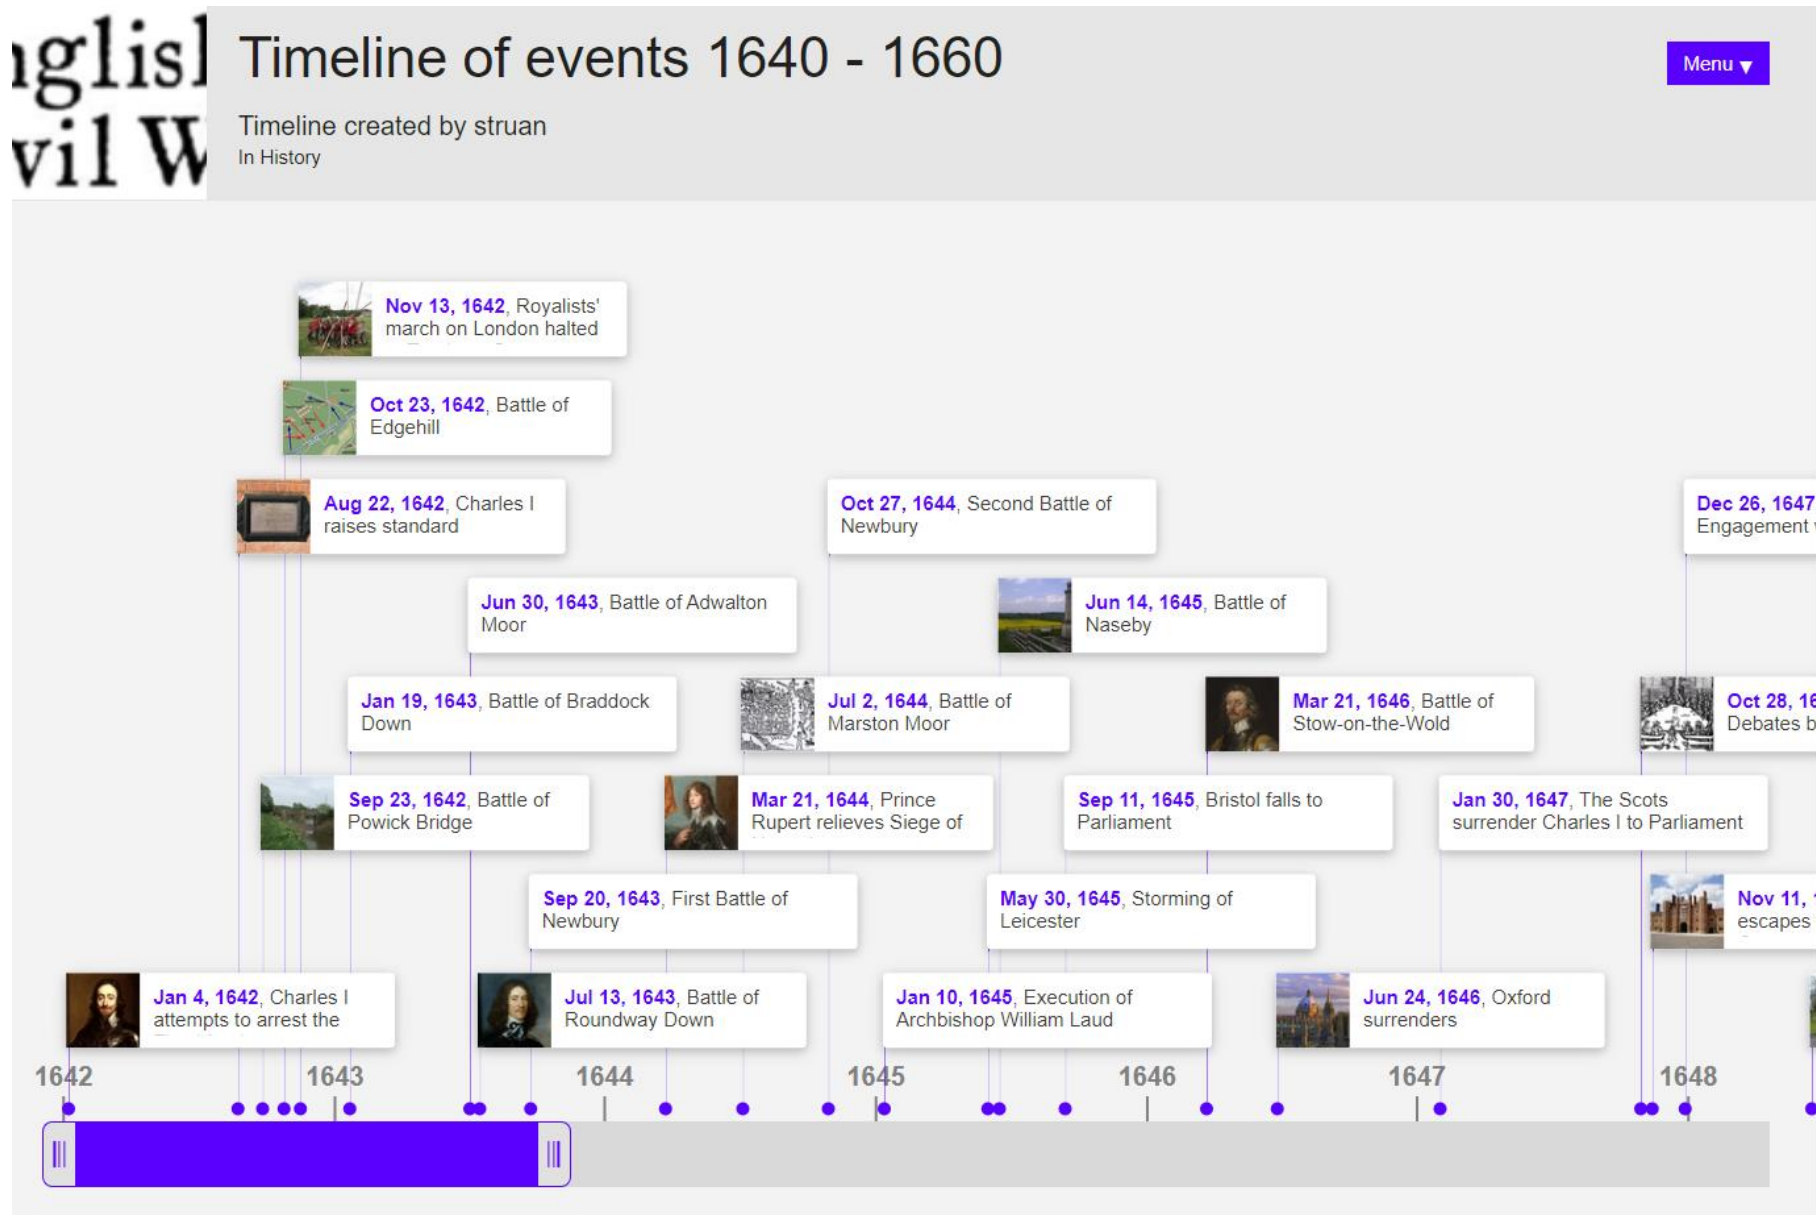 nglis
vil W
Timeline of events 1640 - 1660
Menu ▼
Timeline created by struan
In History
Nov 13, 1642, Royalists'
march on London halted
Oct 23, 1642, Battle of
Edgehill
Aug 22, 1642, Charles I
raises standard
Oct 27, 1644, Second Battle of
Newbury
Dec 26, 1647
Engagement
Jun 30, 1643, Battle of Adwalton
Moor
Jun 14, 1645, Battle of
Naseby
Jan 19, 1643, Battle of Braddock
Down
Jul 2, 1644, Battle of
Marston Moor
Mar 21, 1646, Battle of
Stow-on-the-Wold
Oct 28, 16
Debates b
Sep 23, 1642, Battle of
Powick Bridge
Mar 21, 1644, Prince
Rupert relieves Siege of
Sep 11, 1645, Bristol falls to
Parliament
Jan 30, 1647, The Scots
surrender Charles I to Parliament
Sep 20, 1643, First Battle of
Newbury
May 30, 1645, Storming of
Leicester
Nov 11,
escapes
Jan 4, 1642, Charles I
attempts to arrest the
Jul 13, 1643, Battle of
Roundway Down
Jan 10, 1645, Execution of
Archbishop William Laud
Jun 24, 1646, Oxford
surrenders
1642 1643 1644 1645 1646 1647 1648